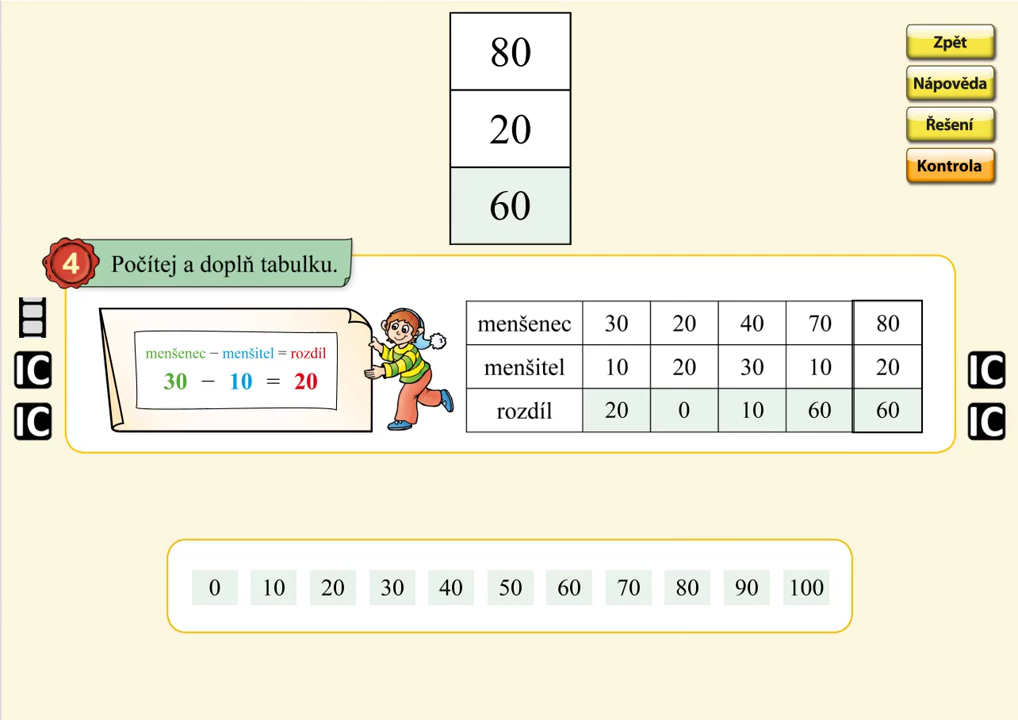 80
20
60
Zpět
Nápověda
Řešení
Kontrola
4 Počítej a doplň tabulku.
menšenec – menšitel = rozdíl
30 – 10 = 20
menšenec 30 20 40 70 80
menšitel 10 20 30 10 20
rozdíl 20 0 10 60 60
IC
IC
IC
IC
0 10 20 30 40 50 60 70 80 90 100